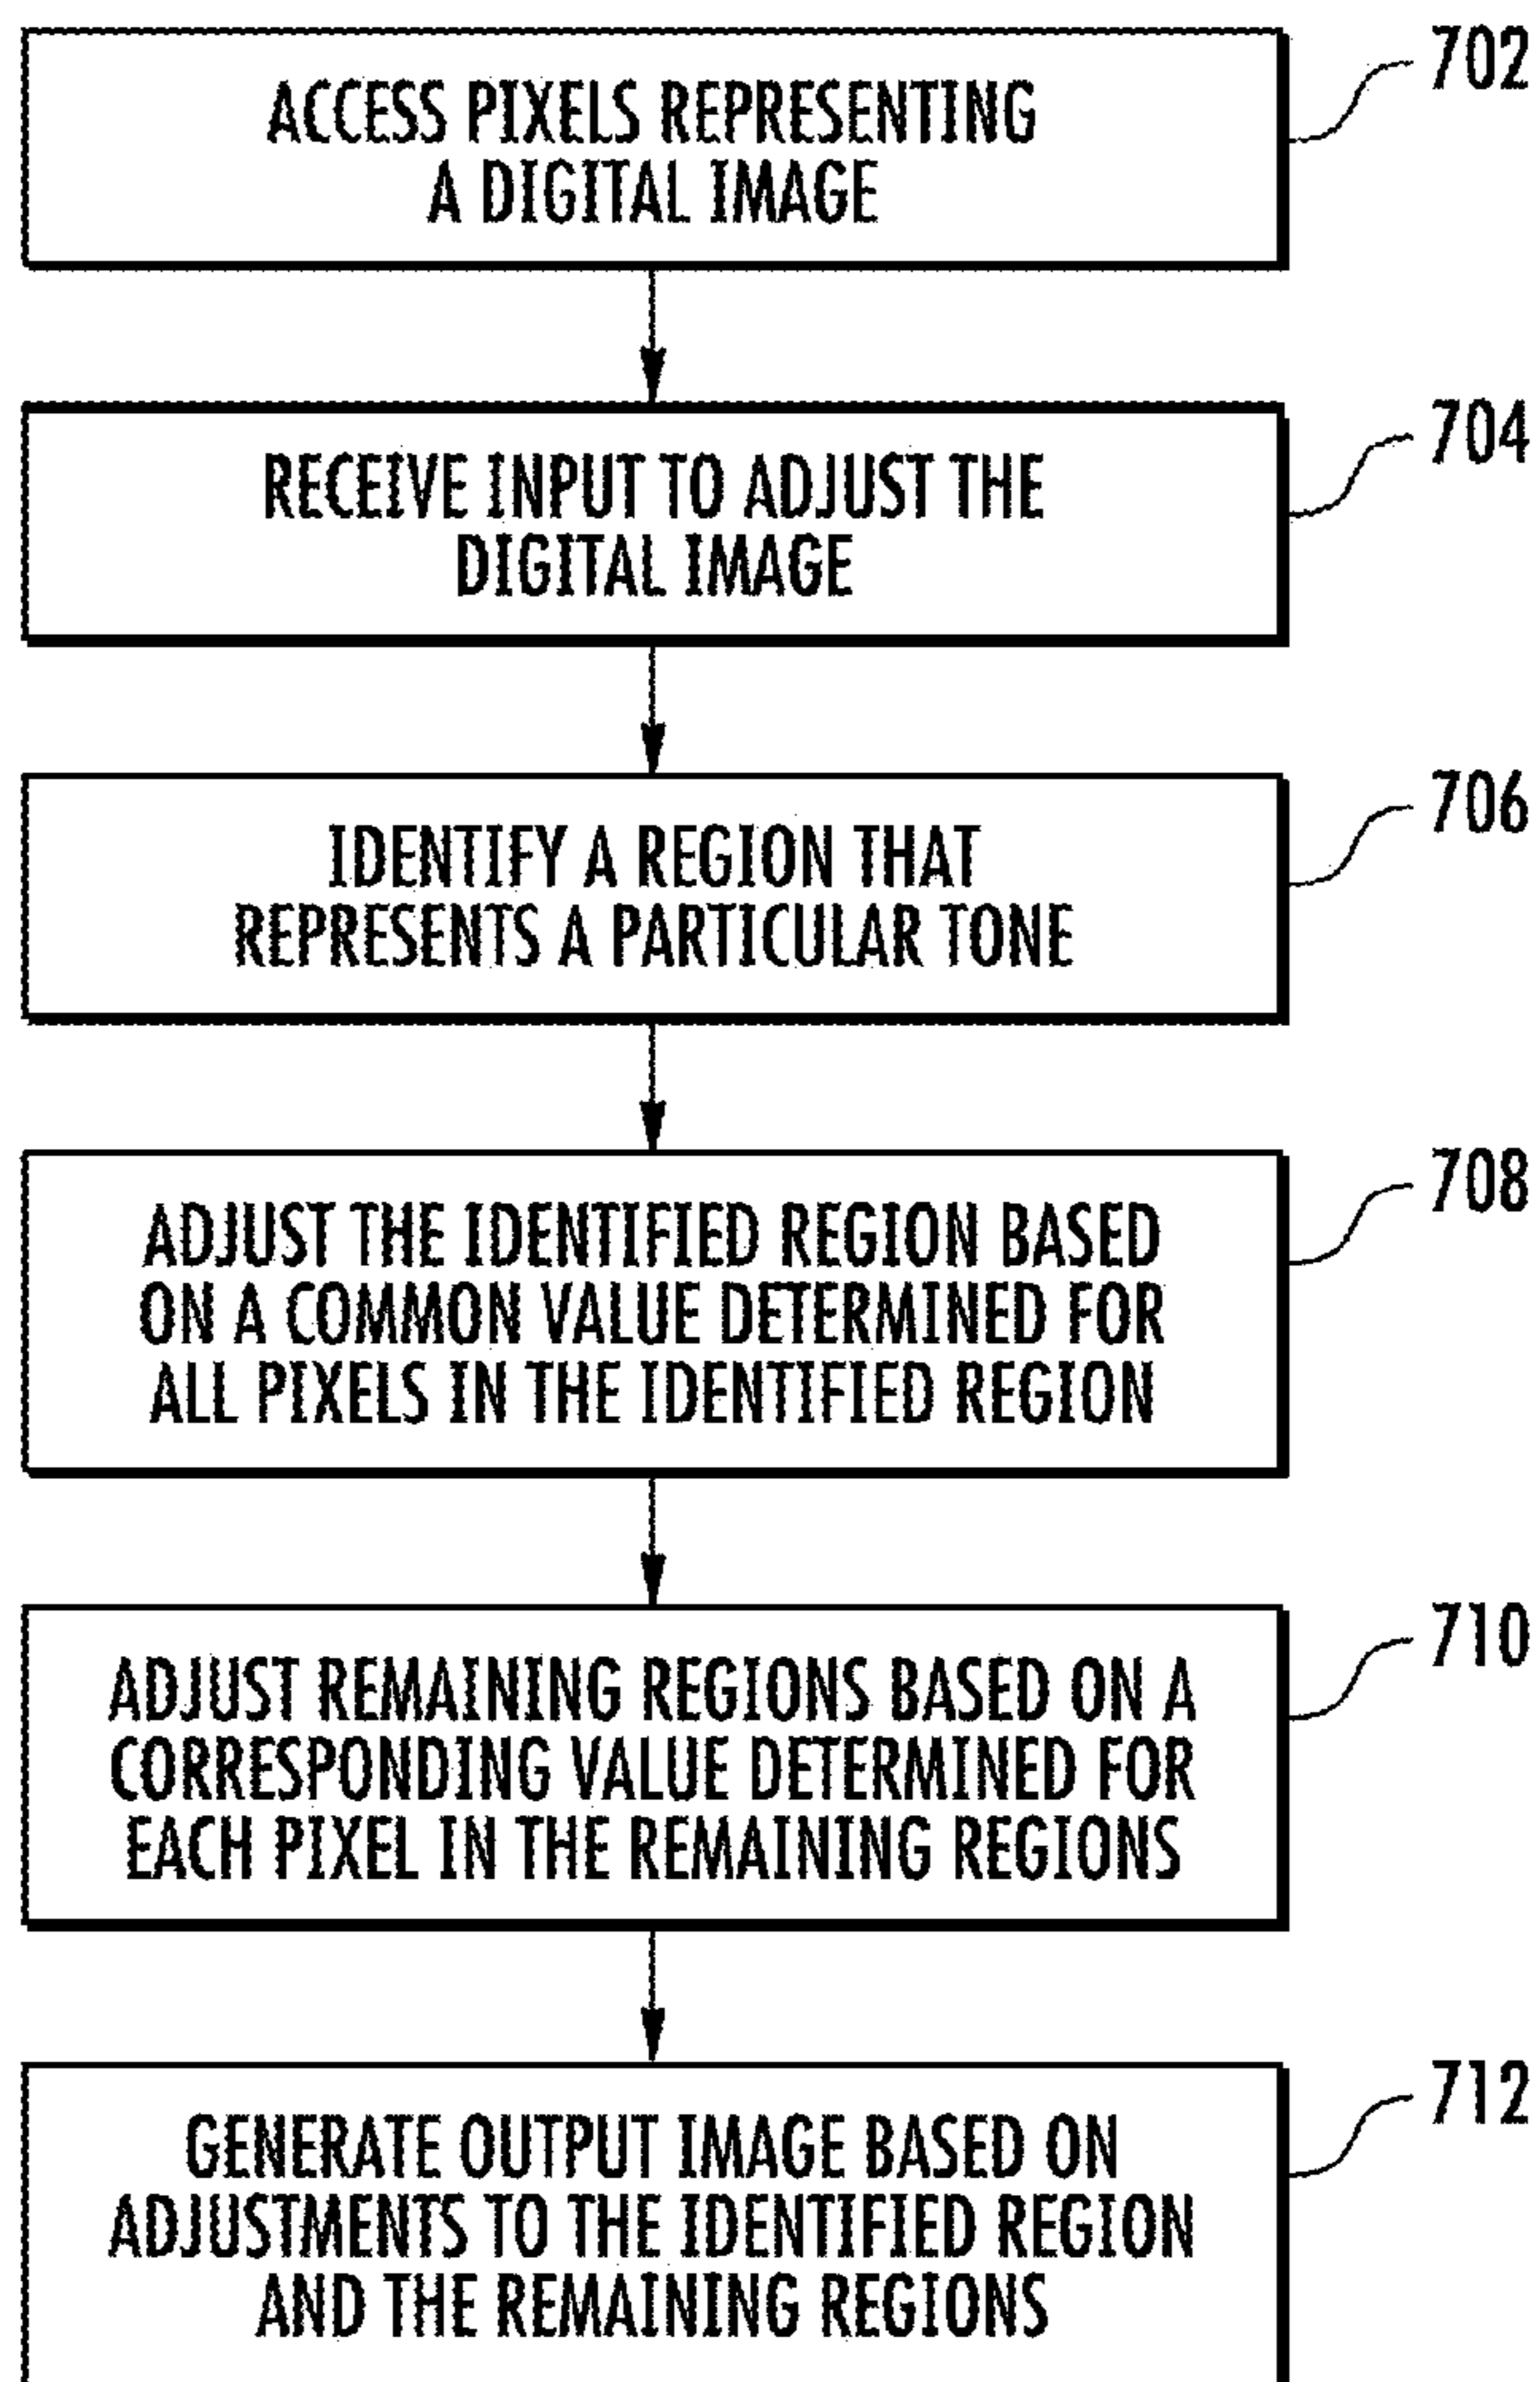 702
ACCESS PIXELS REPRESENTING
A DIGITAL IMAGE
704
RECEIVE INPUT TO ADJUST THE
DIGITAL IMAGE
706
IDENTIFY A REGION THAT
REPRESENTS A PARTICULAR TONE
708
ADJUST THE IDENTIFIED REGION BASED
ON A COMMON VALUE DETERMINED FOR
ALL PIXELS IN THE IDENTIFIED REGION
710
ADJUST REMAINING REGIONS BASED ON A
CORRESPONDING VALUE DETERMINED FOR
EACH PIXEL IN THE REMAINING REGIONS
712
GENERATE OUTPUT IMAGE BASED ON
ADJUSTMENTS TO THE IDENTIFIED REGION
AND THE REMAINING REGIONS